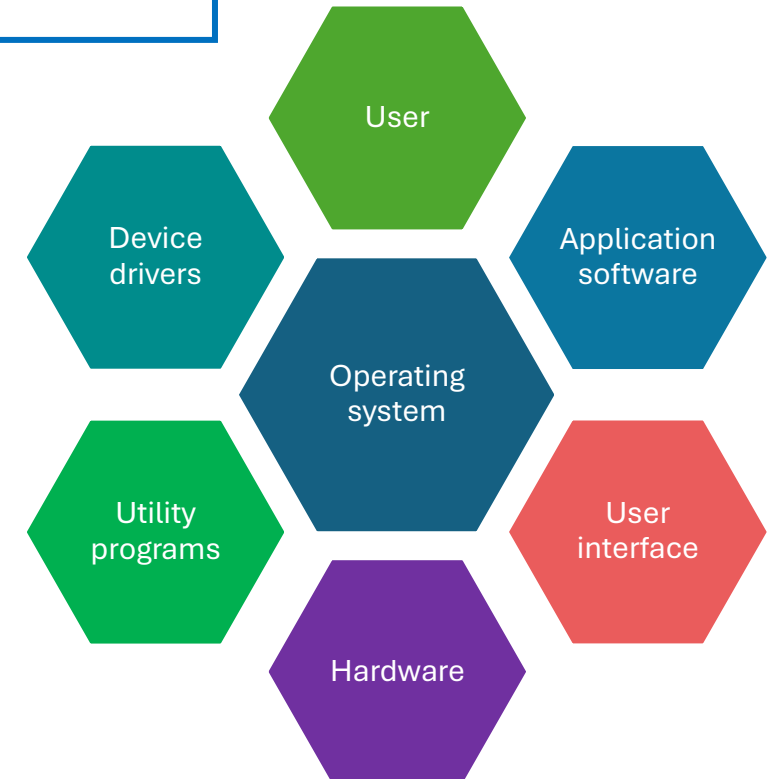 User
Device
drivers
Application
software
Operating
system
Utility
programs
User
interface
Hardware